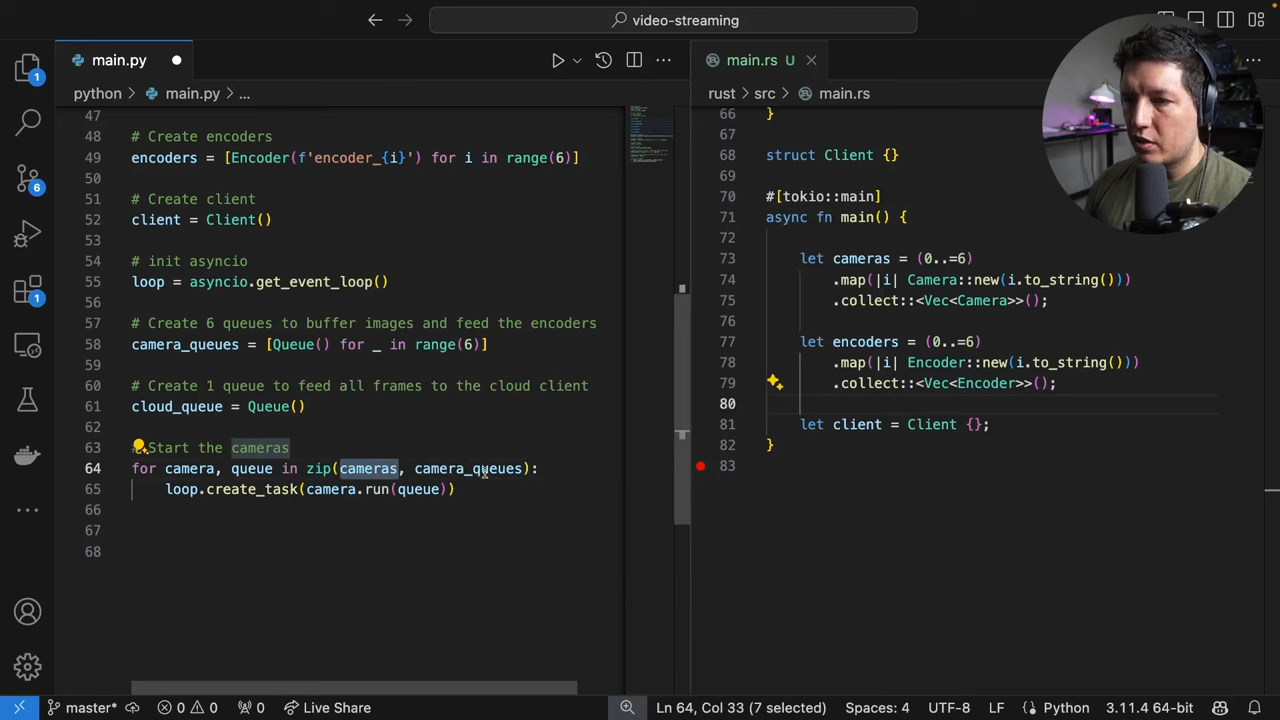 video-streaming
main.py
main.rs U
python > main.py > ...
rust > src > main.rs
47
48 # Create encoders
49 encoders = [Encoder(f'encoder_{i}') for i in range(6)]
50
51 # Create client
52 client = Client()
53
54 # init asyncio
55 loop = asyncio.get_event_loop()
56
57 # Create 6 queues to buffer images and feed the encoders
58 camera_queues = [Queue() for _ in range(6)]
59
60 # Create 1 queue to feed all frames to the cloud client
61 cloud_queue = Queue()
62
63 Start the cameras
64 for camera, queue in zip(cameras, camera_queues):
65 loop.create_task(camera.run(queue))
66
67
68
66 }
67
68 struct Client {}
69
70 #[tokio::main]
71 async fn main() {
72
73 let cameras = (0..=6)
74 .map(|i| Camera::new(i.to_string()))
75 .collect::<Vec<Camera>>();
76
77 let encoders = (0..=6)
78 .map(|i| Encoder::new(i.to_string()))
79 .collect::<Vec<Encoder>>();
80
81 let client = Client {};
82 }
83
1
6
1
master* 0 0 0 Live Share Ln 64, Col 33 (7 selected) Spaces: 4 UTF-8 LF Python 3.11.4 64-bit